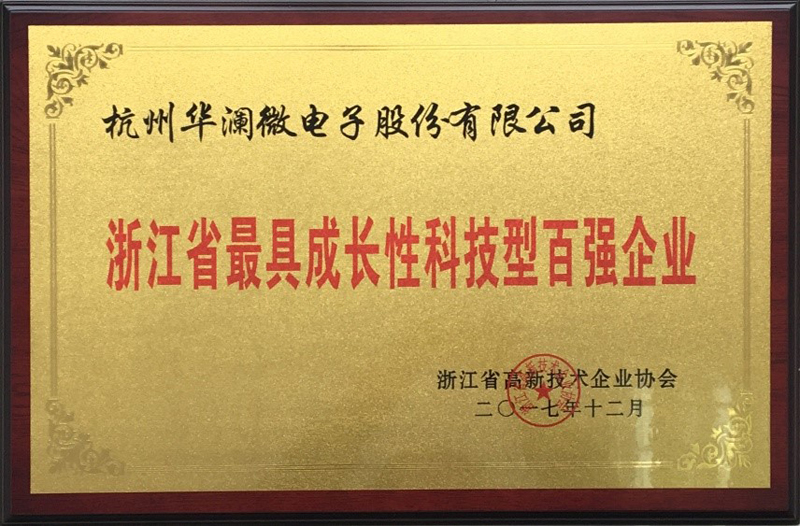 杭州华澜微电子股份有限公司
浙江省最具成长性科技型百强企业
浙江省高新技术企业协会
二〇一七年十二月